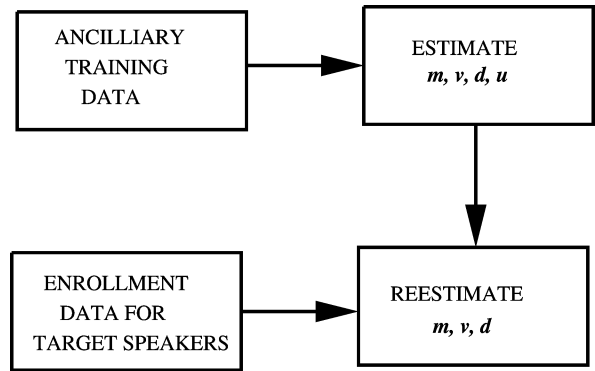 ANCILLIARY
TRAINING
DATA
ESTIMATE
m, v, d, u
ENROLLMENT
DATA FOR
TARGET SPEAKERS
REESTIMATE
m, v, d